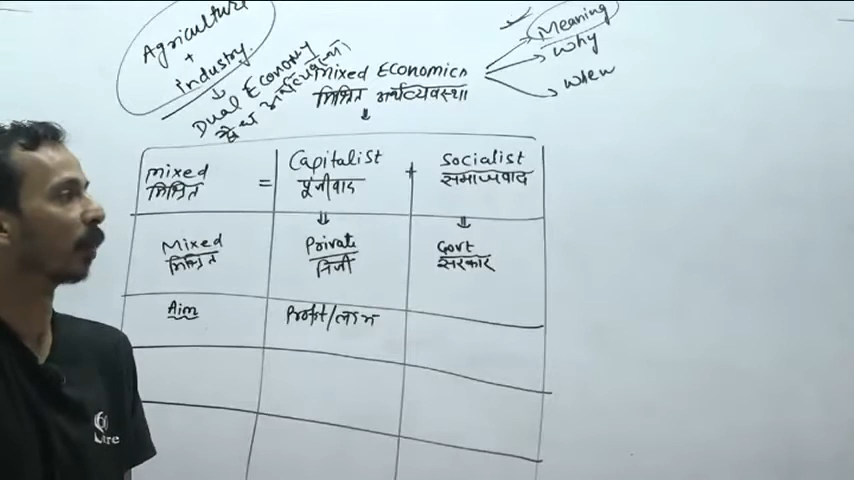 Agriculture
+
industry
Dual Economy
Mixed Economics
मिश्रित अर्थव्यवस्था
Meaning
Why
when
Mixed
मिश्रित
=
Capitalist
पूंजीवाद
+
Socialist
समाजवाद
Mixed
मिश्रित
Private
निजी
Govt
सरकार
Aim
Profit/लाभ